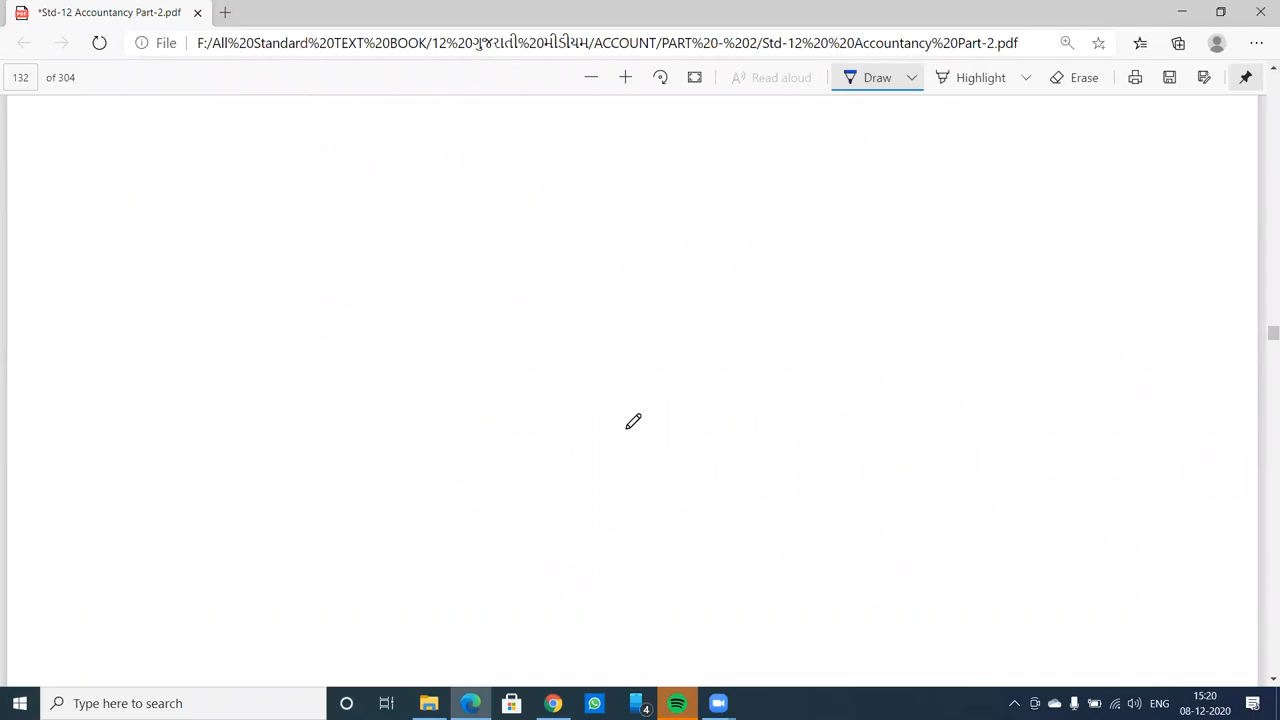 *Std-12 Accountancy Part-2.pdf
File
F:/All%20Standard%20TEXT%20BOOK/12%20ગુજરાતી%20મીડિયમ/ACCOUNT/PART%20-%202/Std-12%20%20Accountancy%20Part-2.pdf
132 of 304
Read aloud
Draw
Highlight
Erase
Type here to search
4
ENG
15:20
08-12-2020